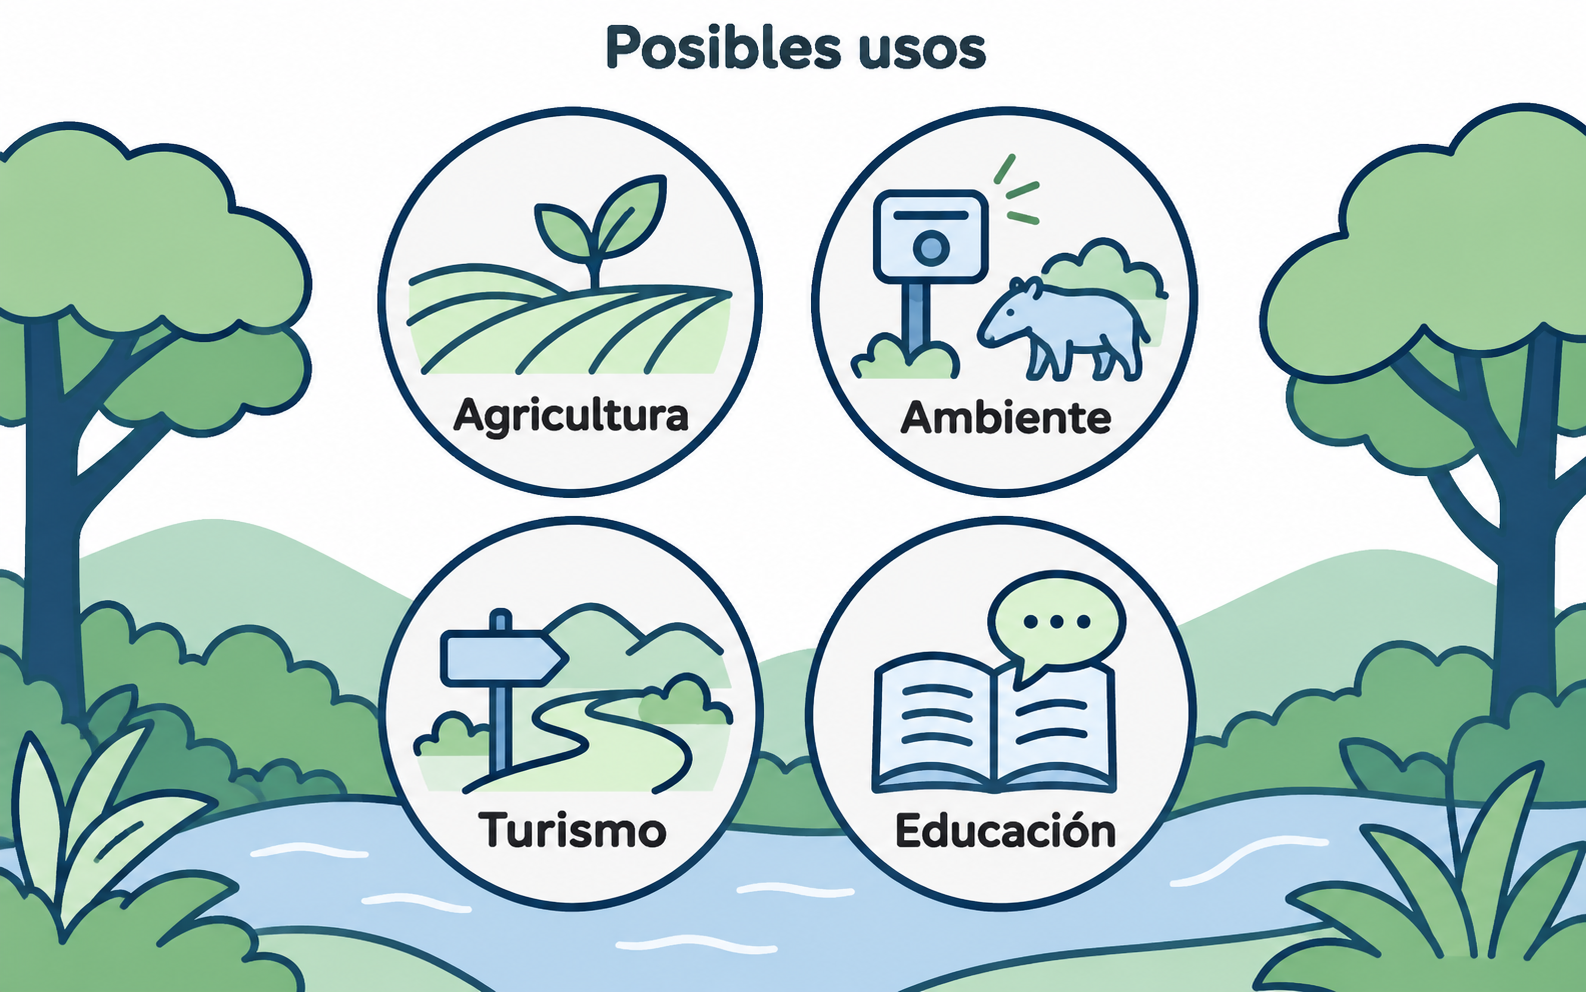 Posibles usos
Agricultura
Ambiente
Turismo
Educación